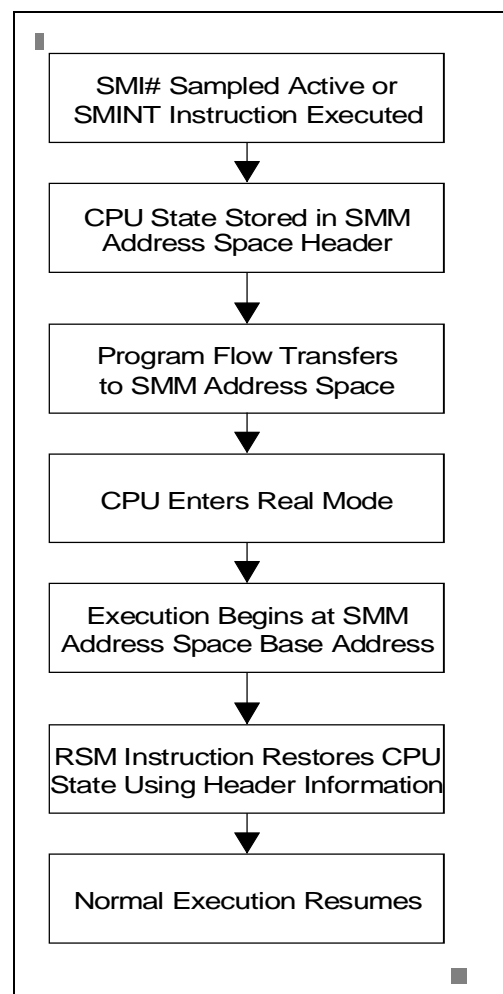 SMI# Sampled Active or
SMINT Instruction Executed
CPU State Stored in SMM
Address Space Header
Program Flow Transfers
to SMM Address Space
CPU Enters Real Mode
Execution Begins at SMM
Address Space Base Address
RSM Instruction Restores CPU
State Using Header Information
Normal Execution Resumes